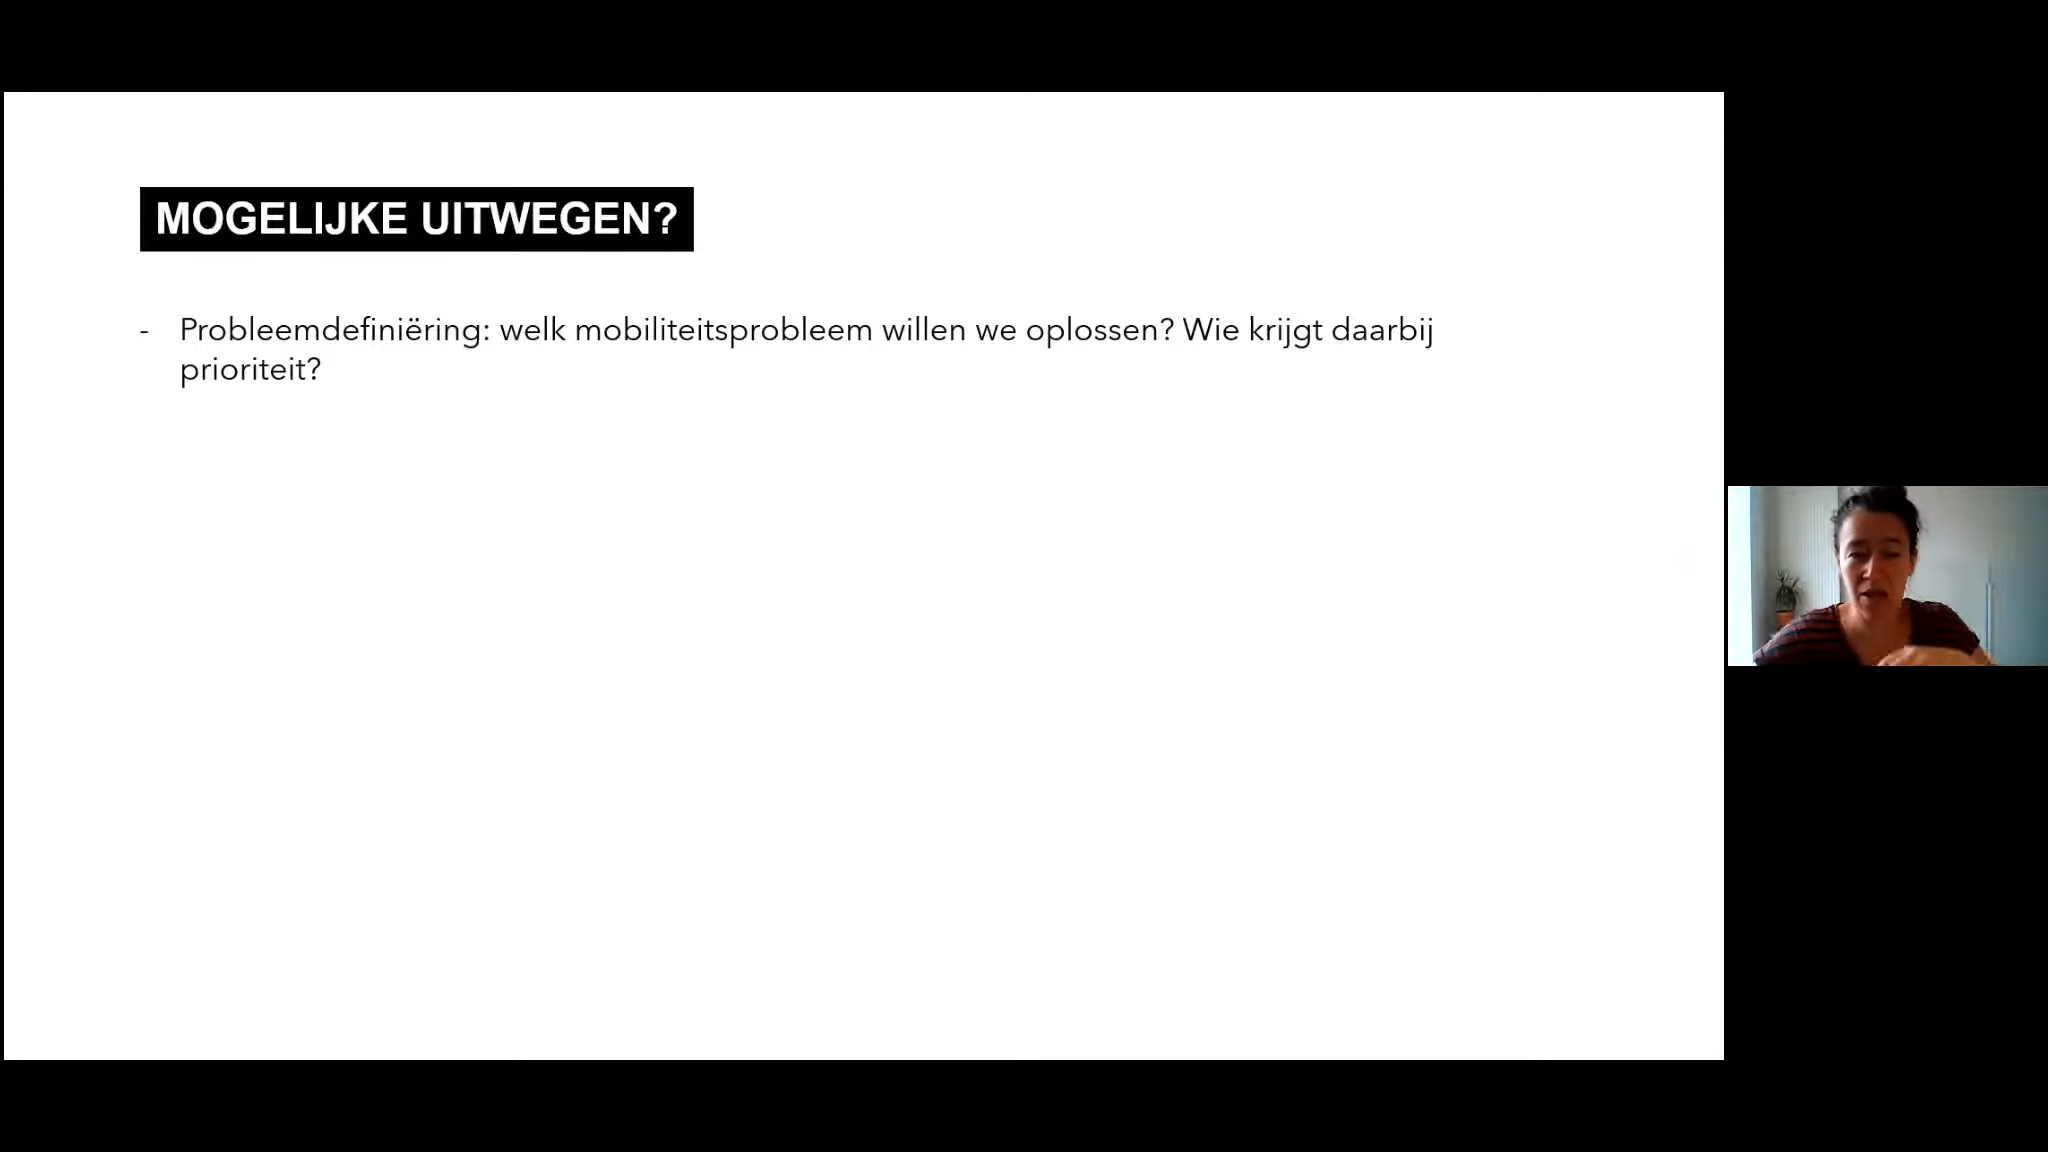 MOGELIJKE UITWEGEN?
- Probleemdefiniëring: welk mobiliteitsprobleem willen we oplossen? Wie krijgt daarbij
prioriteit?